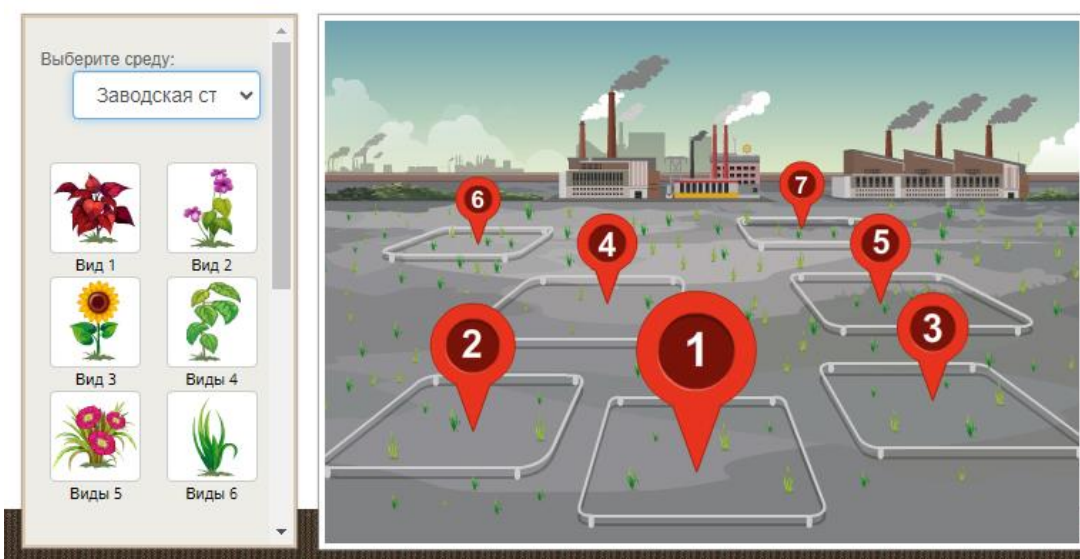 Выберите среду:
Заводская ст
Вид 1
Вид 2
Вид 3
Виды 4
Виды 5
Виды 6
6
7
4
5
2
1
3